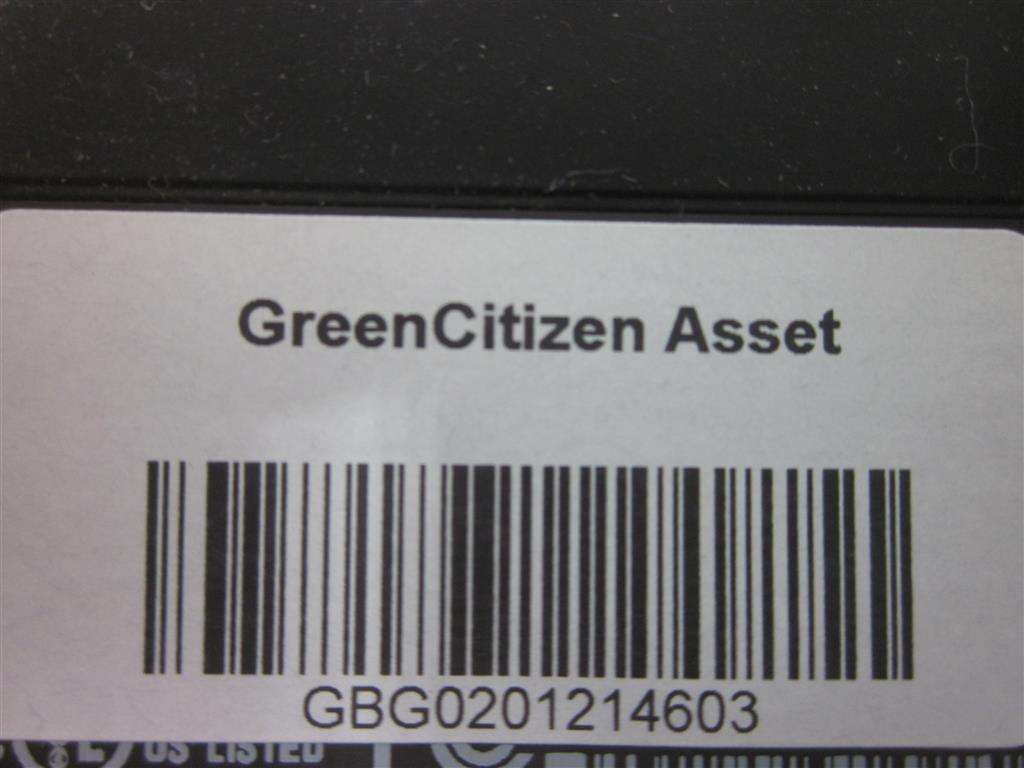 GreenCitizen Asset
GBG0201214603
US LISTED